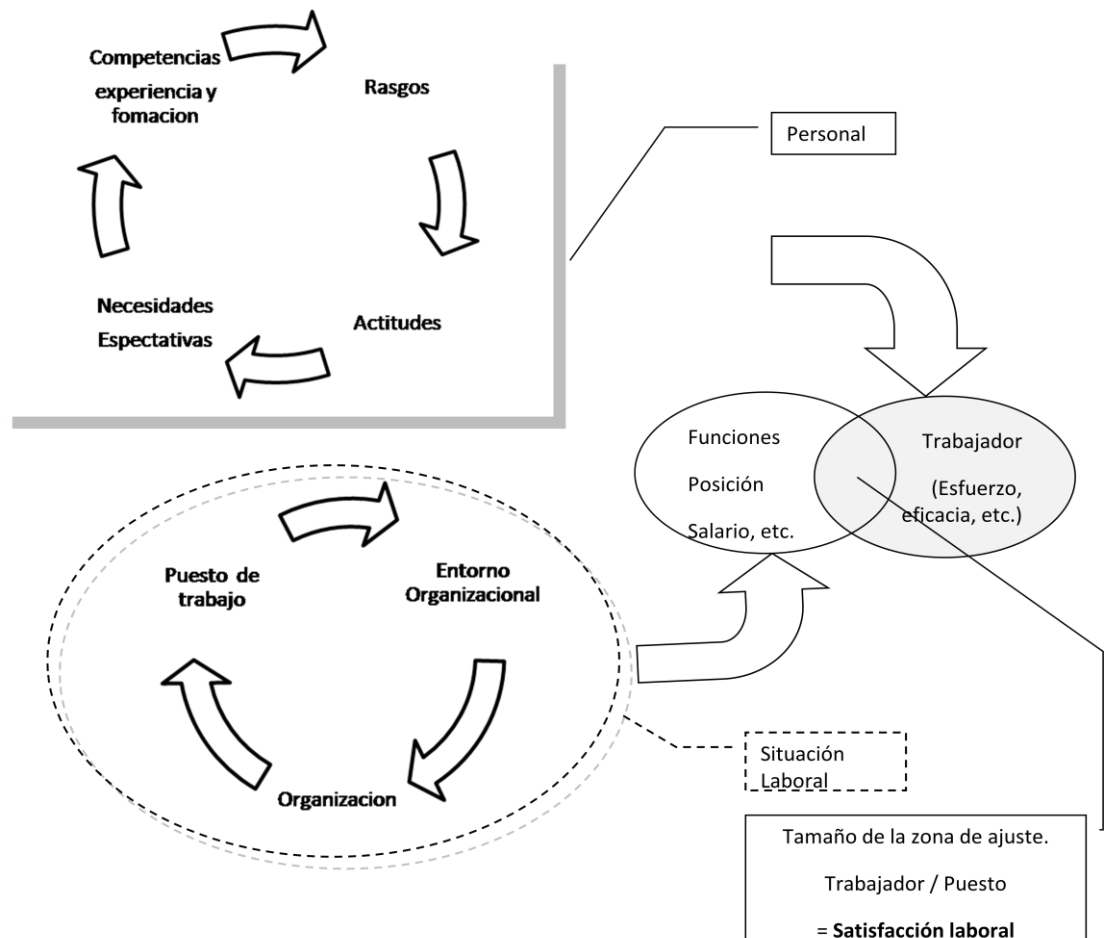 Competencias
experiencia y
fomacion
Rasgos
Necesidades
Espectativas
Actitudes
Personal
Funciones
Posición
Salario, etc.
Trabajador
(Esfuerzo,
eficacia, etc.)
Puesto de
trabajo
Entorno
Organizacional
Organizacion
Situación
Laboral
Tamaño de la zona de ajuste.
Trabajador / Puesto
= Satisfacción laboral